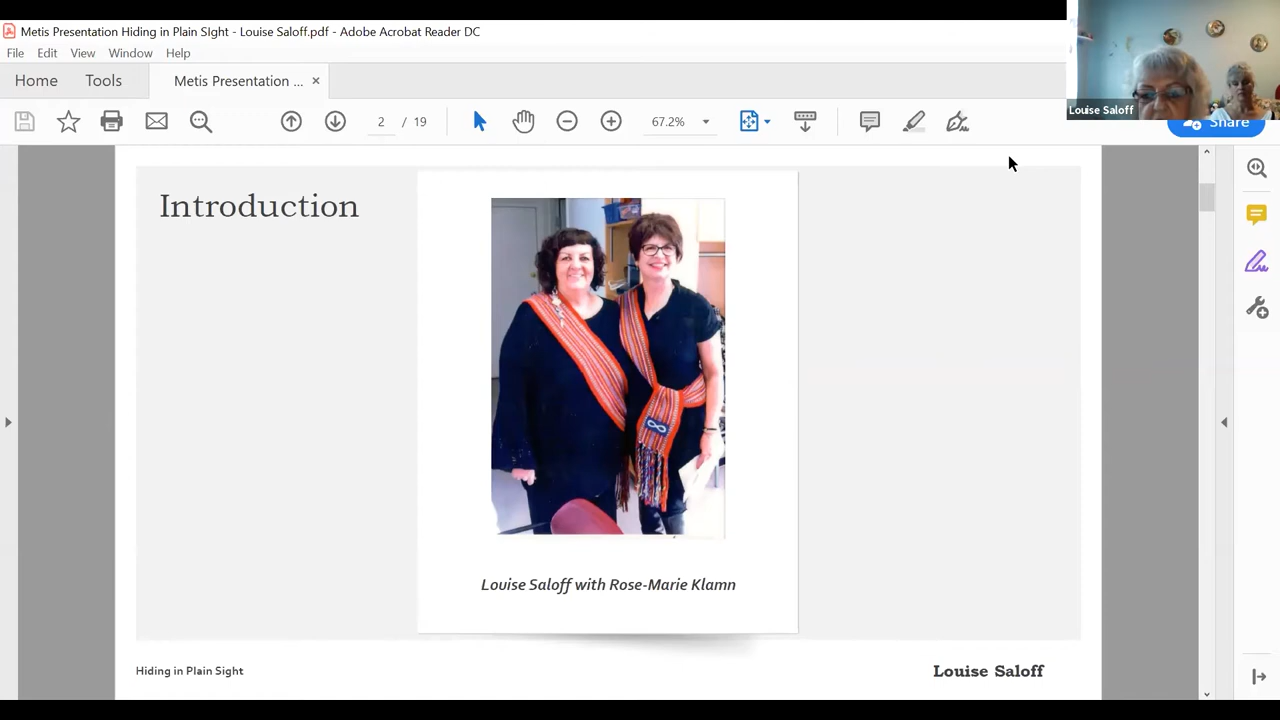 Metis Presentation Hiding in Plain SIght - Louise Saloff.pdf - Adobe Acrobat Reader DC
File Edit View Window Help
Home Tools Metis Presentation ... ×
2 / 19 67.2% Share
Louise Saloff
Introduction
Louise Saloff with Rose-Marie Klamn
Hiding in Plain Sight Louise Saloff